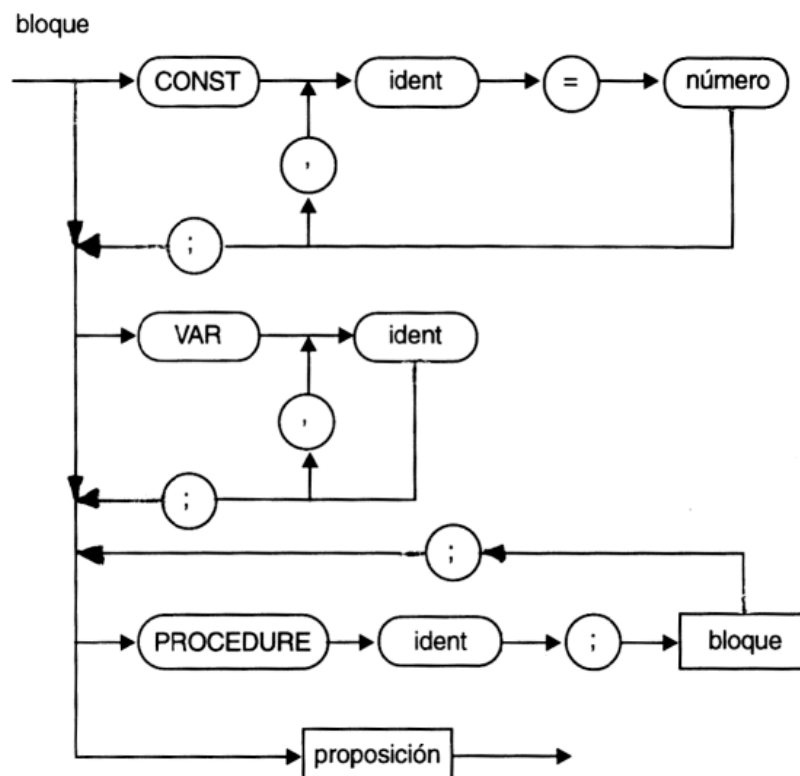 bloque
CONST ident = número
,
;
VAR ident
,
;
;
PROCEDURE ident ; bloque
proposición